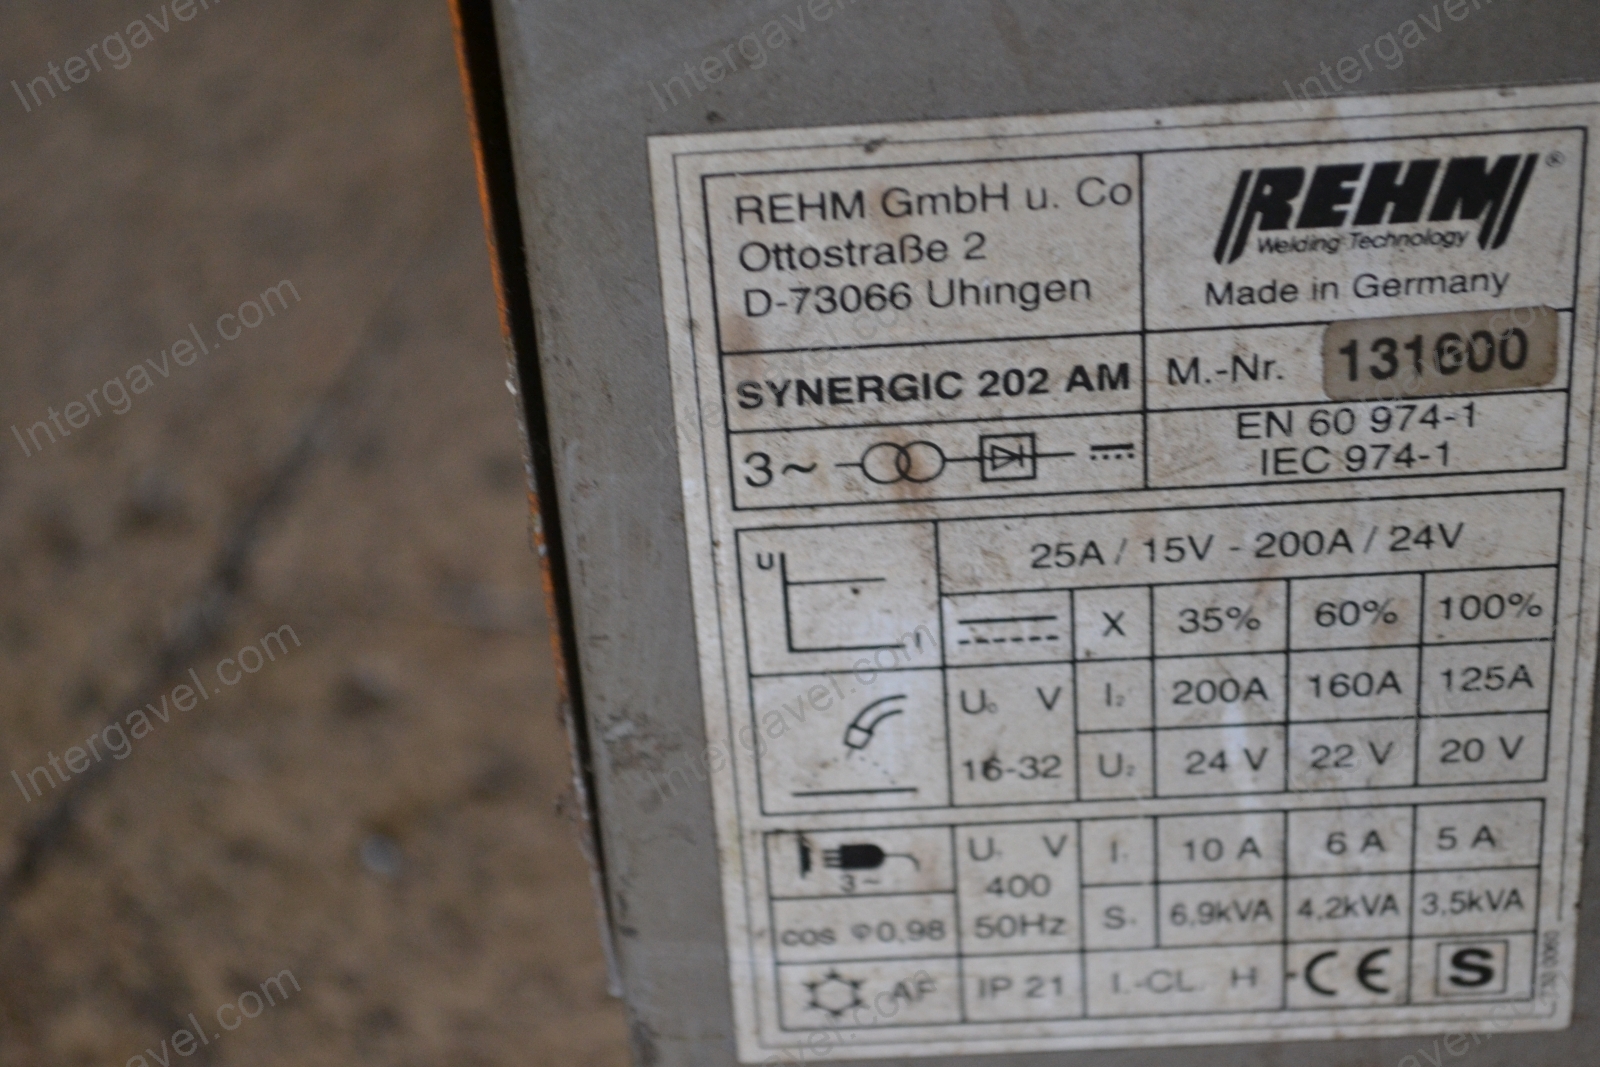 REHM GmbH u. Co
Ottostraße 2
D-73066 Uhingen
REHM®
Welding Technology
Made in Germany
SYNERGIC 202 AM
M.-Nr. 131600
3~
EN 60 974-1
IEC 974-1
U
I
25A / 15V - 200A / 24V
X 35% 60% 100%
U₀ V
I₂ 200A 160A 125A
16-32
U₂ 24 V 22 V 20 V
3~
U₁ V
400
50Hz
I₁ 10 A 6 A 5 A
S₁ 6,9kVA 4,2kVA 3,5kVA
cos φ0,98
AF
IP 21
I.-CL. H
CE
S
Intergavel.com